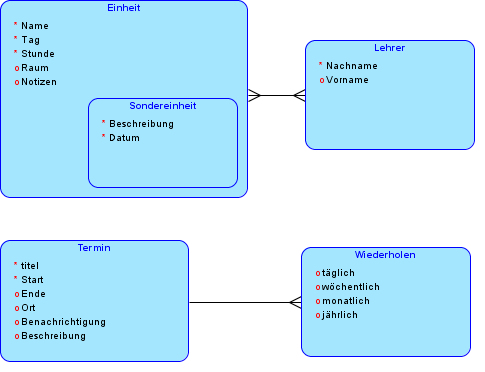 Einheit
* Name
* Tag
* Stunde
o Raum
o Notizen
Sondereinheit
* Beschreibung
* Datum
Lehrer
* Nachname
o Vorname
Termin
* titel
* Start
o Ende
o Ort
o Benachrichtigung
o Beschreibung
Wiederholen
o täglich
o wöchentlich
o monatlich
o jährlich